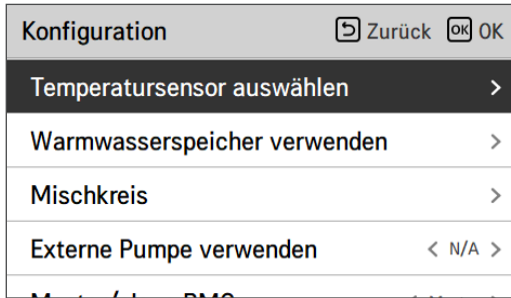 Konfiguration Zurück OK OK
Temperatursensor auswählen >
Warmwasserspeicher verwenden >
Mischkreis >
Externe Pumpe verwenden < N/A >